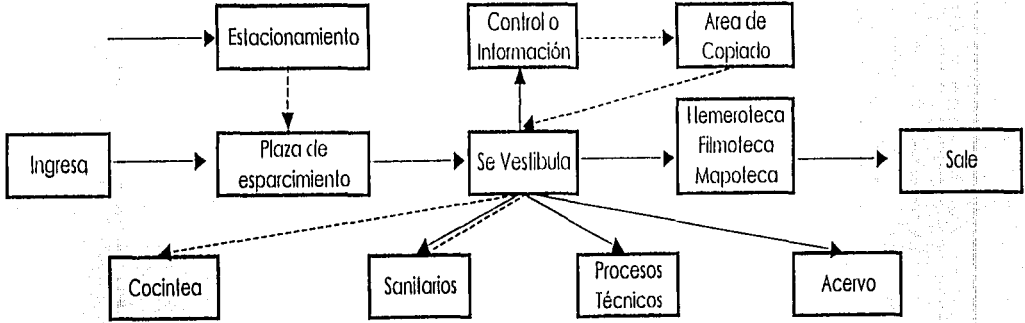 Estacionamiento
Control o
Información
Area de
Copiado
Ingresa
Plaza de
esparcimiento
Se Vestibula
Hemeroteca
Filmoteca
Mapoteca
Sale
Cocintea
Sanitarios
Procesos
Técnicos
Acervo